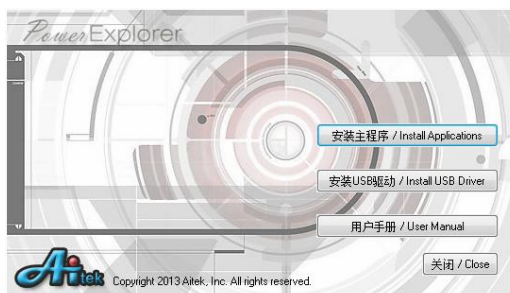 PowerExplorer
安装主程序 / Install Applications
安装USB驱动 / Install USB Driver
用户手册 / User Manual
关闭 / Close
Aitek Copyright 2013 Aitek, Inc. All rights reserved.